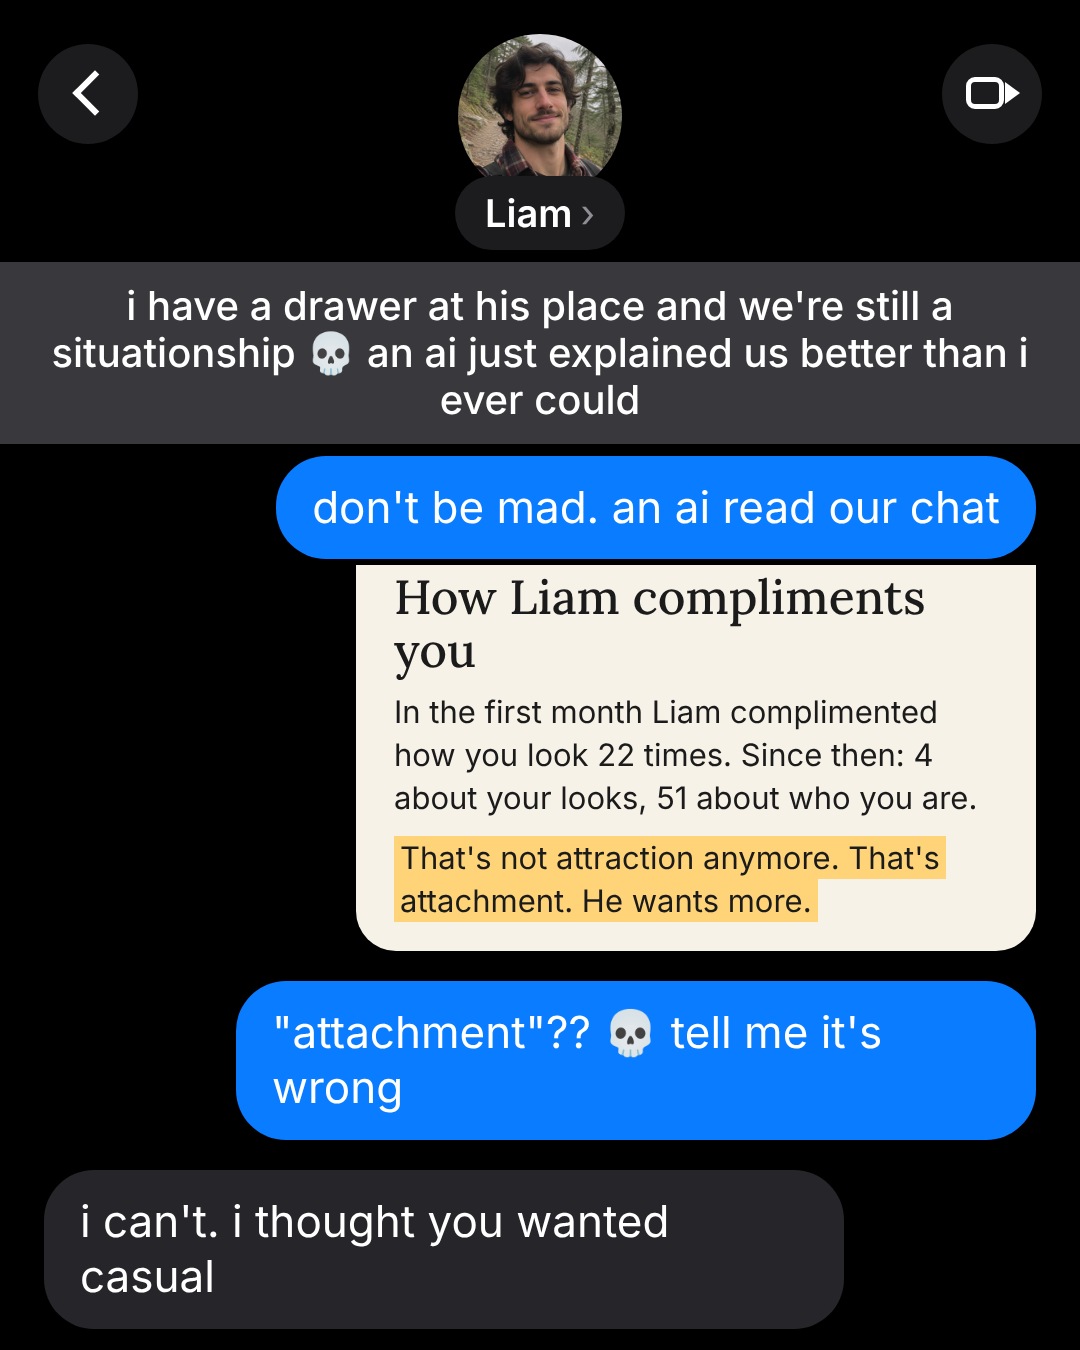 Liam ›
i have a drawer at his place and we're still a
situationship 💀 an ai just explained us better than i
ever could
don't be mad. an ai read our chat
How Liam compliments
you
In the first month Liam complimented
how you look 22 times. Since then: 4
about your looks, 51 about who you are.
That's not attraction anymore. That's
attachment. He wants more.
"attachment"?? 💀 tell me it's
wrong
i can't. i thought you wanted
casual